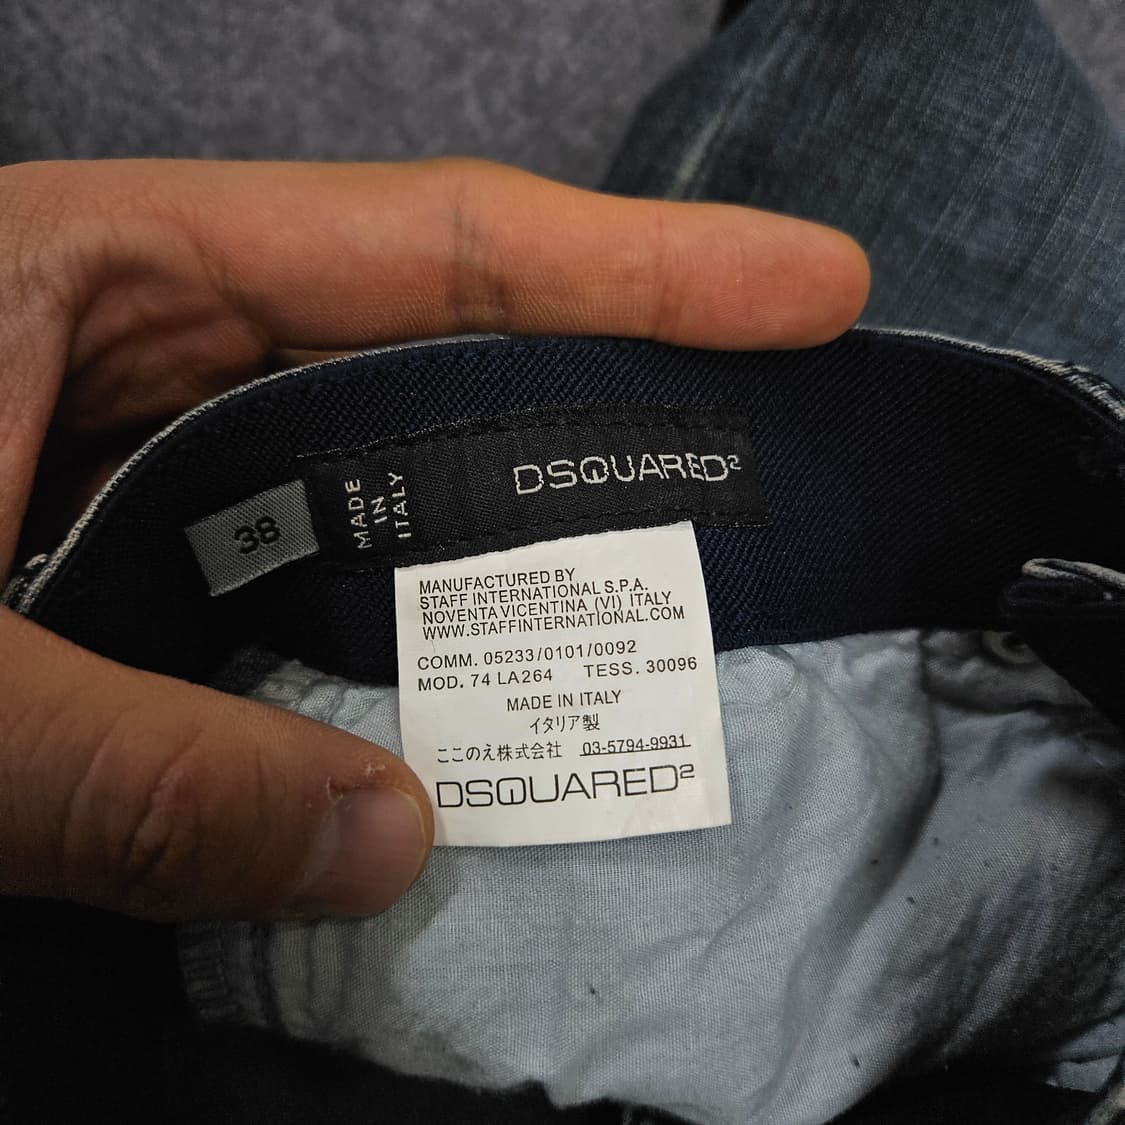 DSQUARED2
MADE
IN
ITALY
38
MANUFACTURED BY
STAFF INTERNATIONAL S.P.A.
NOVENTA VICENTINA (VI) ITALY
WWW.STAFFINTERNATIONAL.COM
COMM. 05233/0101/0092
MOD. 74 LA264 TESS. 30096
MADE IN ITALY
イタリア製
ここのえ株式会社 03-5794-9931
DSQUARED2